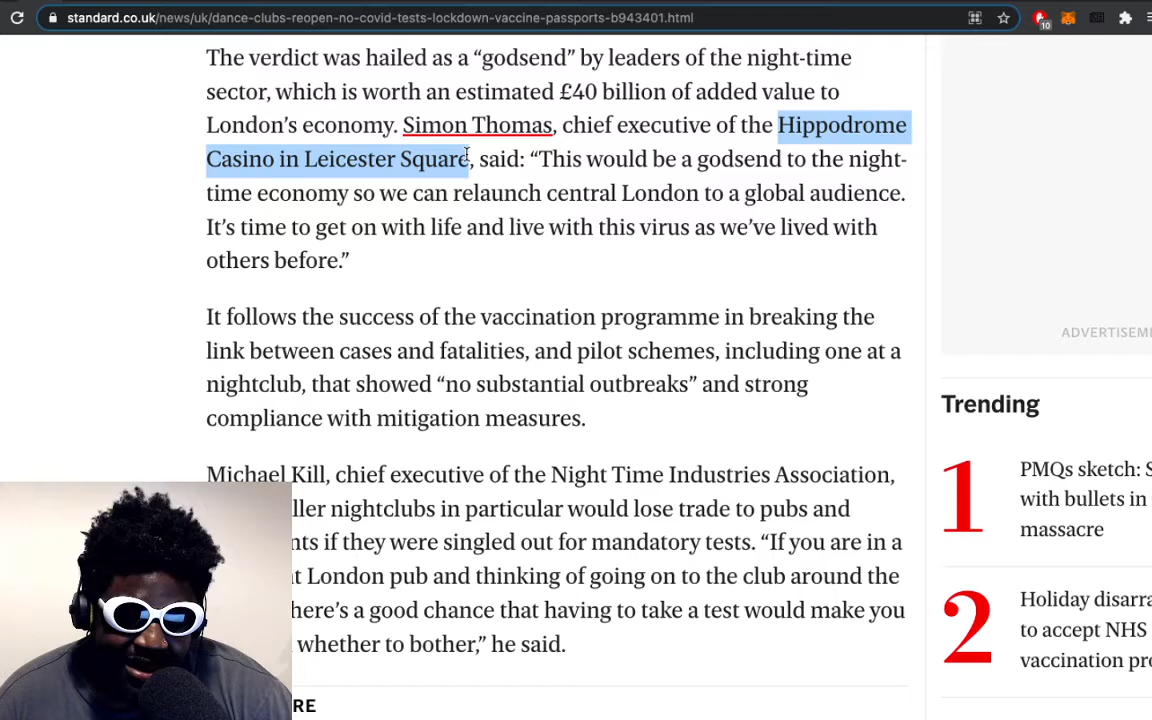 standard.co.uk/news/uk/dance-clubs-reopen-no-covid-tests-lockdown-vaccine-passports-b943401.html
10
The verdict was hailed as a “godsend” by leaders of the night-time
sector, which is worth an estimated £40 billion of added value to
London’s economy. Simon Thomas, chief executive of the Hippodrome
Casino in Leicester Square, said: “This would be a godsend to the night-
time economy so we can relaunch central London to a global audience.
It’s time to get on with life and live with this virus as we’ve lived with
others before.”
It follows the success of the vaccination programme in breaking the
link between cases and fatalities, and pilot schemes, including one at a
nightclub, that showed “no substantial outbreaks” and strong
compliance with mitigation measures.
Michael Kill, chief executive of the Night Time Industries Association,
ller nightclubs in particular would lose trade to pubs and
nts if they were singled out for mandatory tests. “If you are in a
t London pub and thinking of going on to the club around the
here’s a good chance that having to take a test would make you
whether to bother,” he said.
RE
ADVERTISEM
Trending
1
PMQs sketch: S
with bullets in
massacre
2
Holiday disarra
to accept NHS
vaccination pr